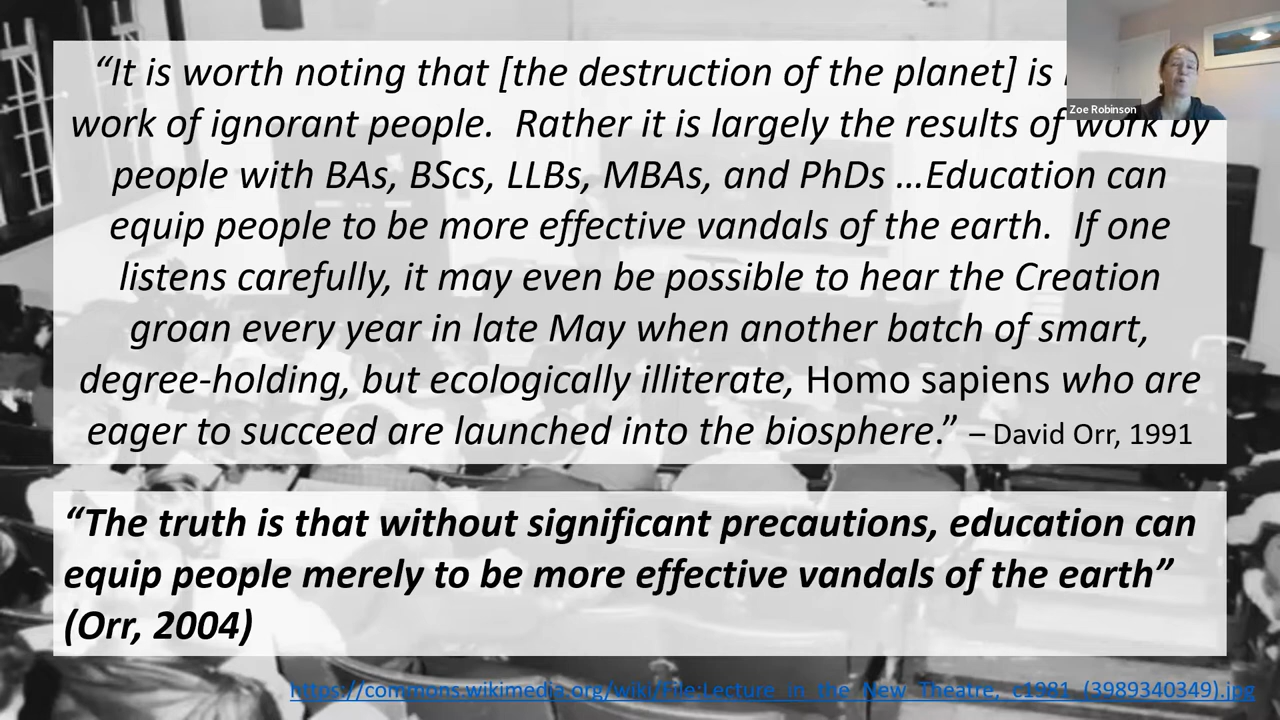 “It is worth noting that [the destruction of the planet] is
work of ignorant people.  Rather it is largely the results of work by
people with BAs, BScs, LLBs, MBAs, and PhDs …Education can
equip people to be more effective vandals of the earth.  If one
listens carefully, it may even be possible to hear the Creation
groan every year in late May when another batch of smart,
degree-holding, but ecologically illiterate, Homo sapiens who are
eager to succeed are launched into the biosphere.” – David Orr, 1991
“The truth is that without significant precautions, education can
equip people merely to be more effective vandals of the earth”
(Orr, 2004)
https://commons.wikimedia.org/wiki/File:Lecture_in_the_New_Theatre,_c1981_(3989340349).jpg
Zoe Robinson